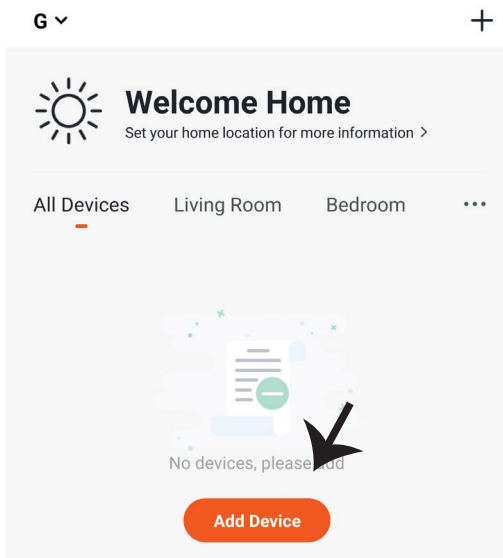 G
Welcome Home
Set your home location for more information >
All Devices Living Room Bedroom ...
No devices, please add
Add Device